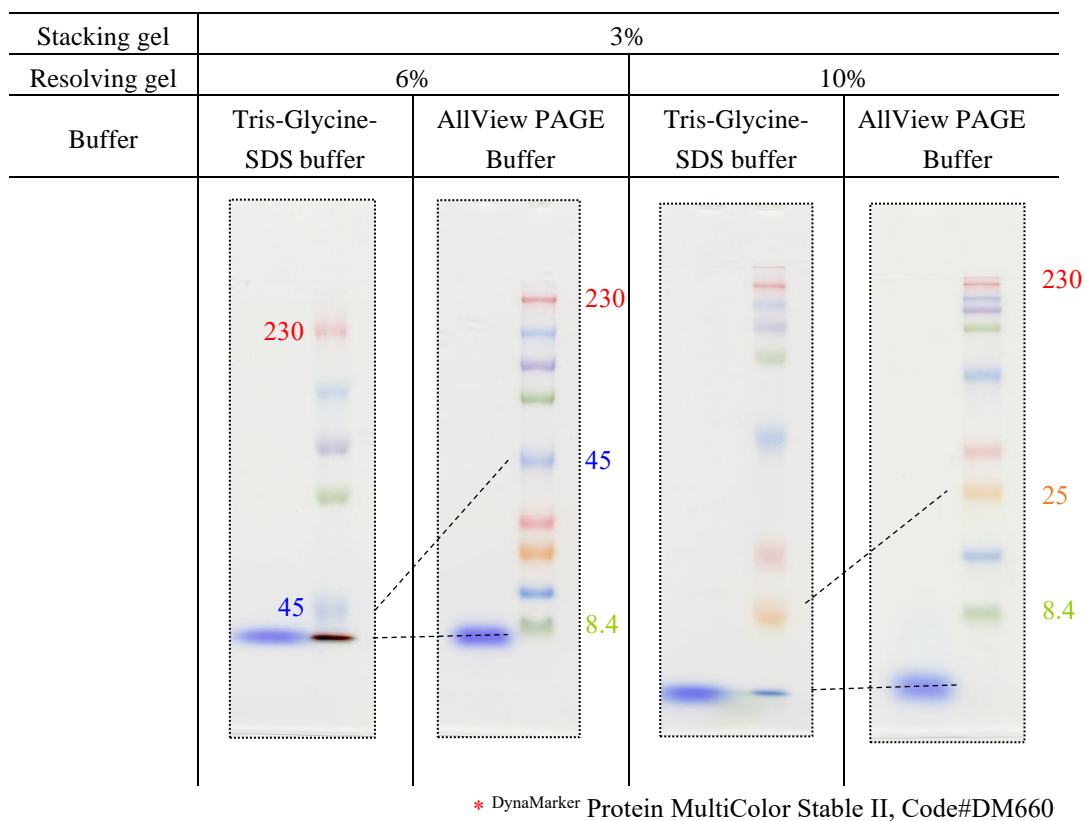 Stacking gel 3%
Resolving gel 6% 10%
Buffer
Tris-Glycine-
SDS buffer
AllView PAGE
Buffer
Tris-Glycine-
SDS buffer
AllView PAGE
Buffer
230
45
230
45
8.4
230
25
8.4
* DynaMarker Protein MultiColor Stable II, Code#DM660